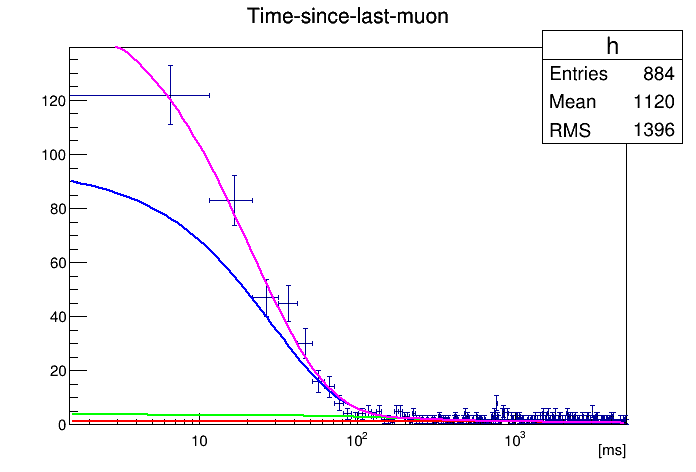 Time-since-last-muon
h
Entries 884
Mean 1120
RMS 1396
120
100
80
60
40
20
0
10 10² 10³
[ms]